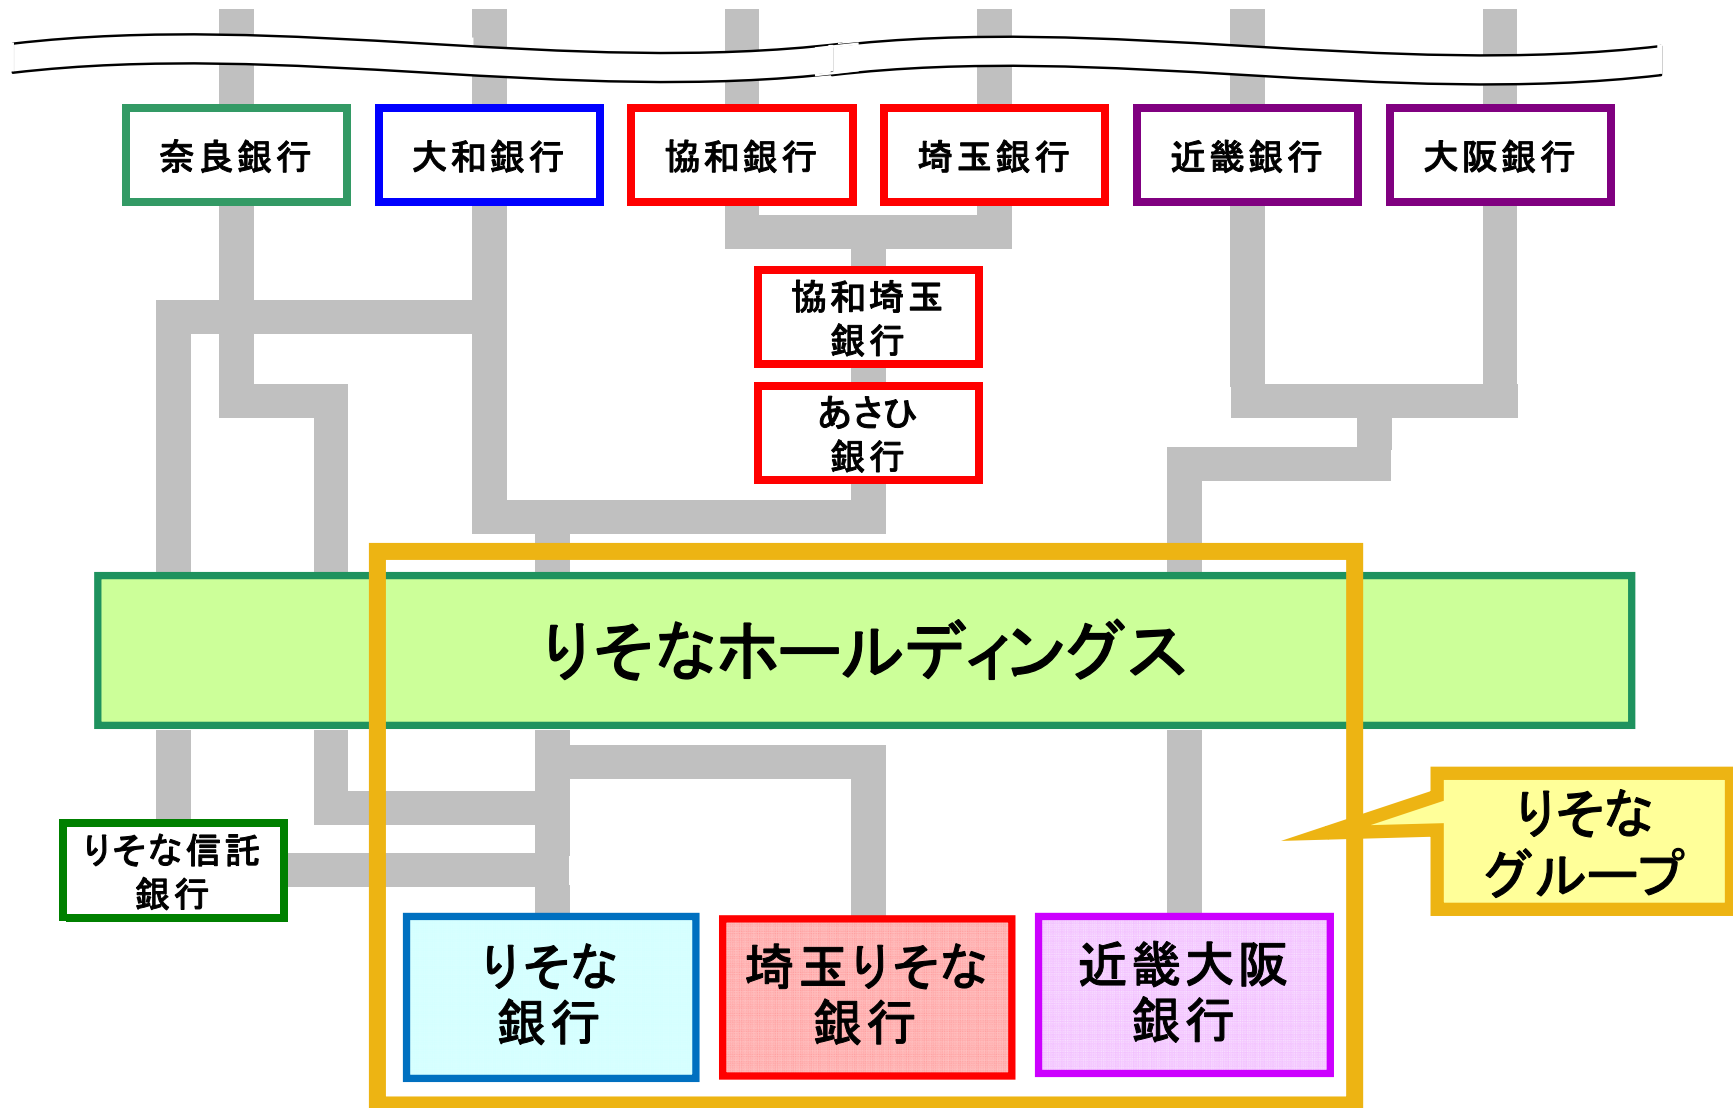 奈良銀行
大和銀行
協和銀行
埼玉銀行
近畿銀行
大阪銀行
協和埼玉
銀行
あさひ
銀行
りそなホールディングス
りそな
グループ
りそな信託
銀行
りそな
銀行
埼玉りそな
銀行
近畿大阪
銀行